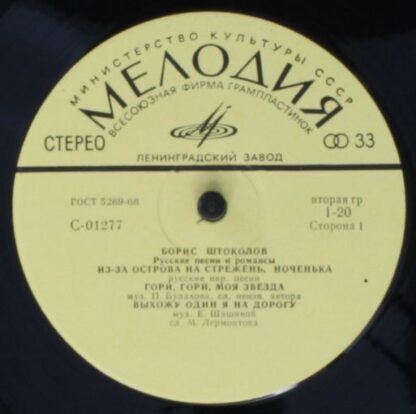 МИНИСТЕРСТВО КУЛЬТУРЫ СССР
МЕЛОДИЯ
ВСЕСОЮЗНАЯ ФИРМА ГРАМПЛАСТИНОК
СТЕРЕО
33
ЛЕНИНГРАДСКИЙ ЗАВОД
ГОСТ 5289-68
вторая гр
С-01277
1-20
Сторона 1
БОРИС ШТОКОЛОВ
Русские песни и романсы
ИЗ-ЗА ОСТРОВА НА СТРЕЖЕНЬ, НОЧЕНЬКА
русские нар. песни
ГОРИ, ГОРИ, МОЯ ЗВЕЗДА
муз. П. Булахова, сл. неизв. автора
ВЫХОЖУ ОДИН Я НА ДОРОГУ
муз. Е. Шашиной
сл. М. Лермонтова